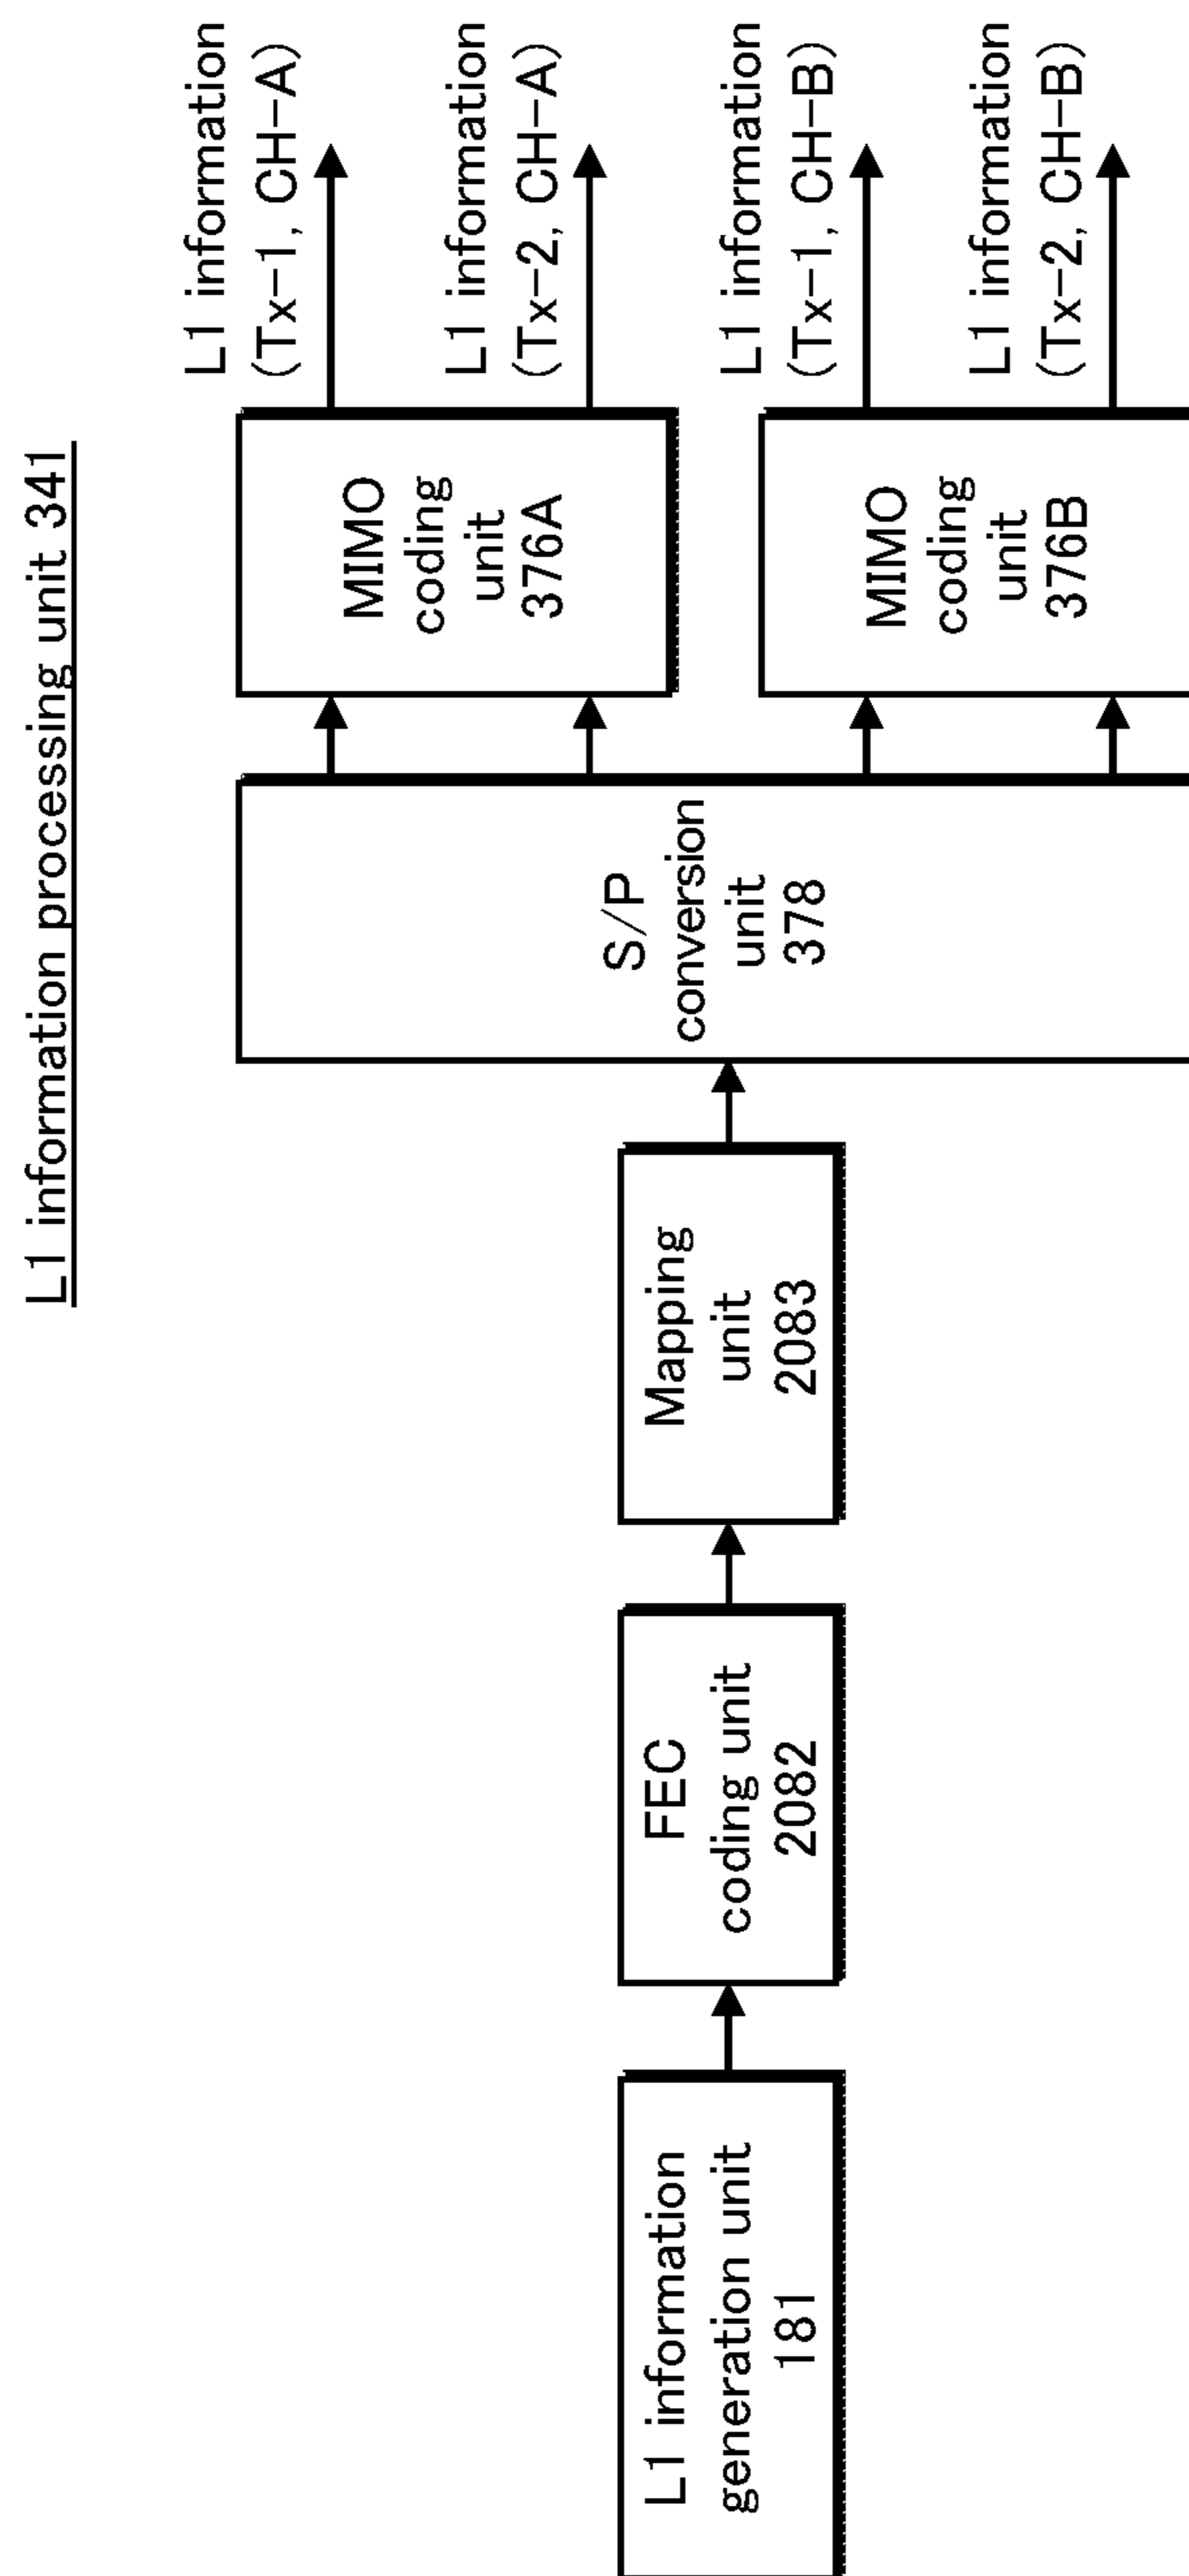 L1 information processing unit 341
L1 information
generation unit
181
FEC
coding unit
2082
Mapping
unit
2083
S/P
conversion
unit
378
MIMO
coding
unit
376A
MIMO
coding
unit
376B
L1 information
(Tx-1, CH-A)
L1 information
(Tx-2, CH-A)
L1 information
(Tx-1, CH-B)
L1 information
(Tx-2, CH-B)